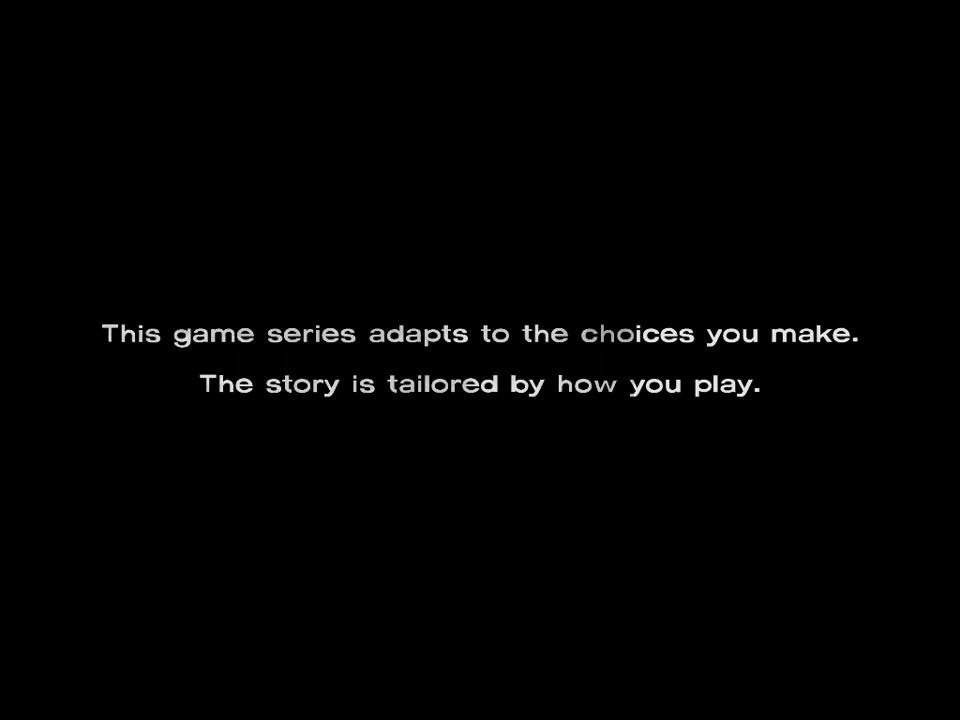 This game series adapts to the choices you make.
The story is tailored by how you play.